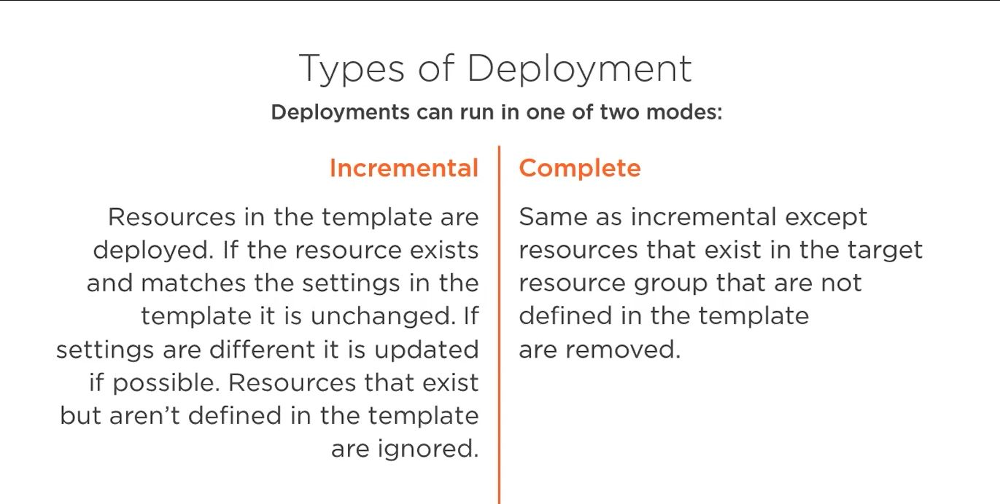 Types of Deployment
Deployments can run in one of two modes:
Incremental
Resources in the template are
deployed. If the resource exists
and matches the settings in the
template it is unchanged. If
settings are different it is updated
if possible. Resources that exist
but aren’t defined in the template
are ignored.
Complete
Same as incremental except
resources that exist in the target
resource group that are not
defined in the template
are removed.